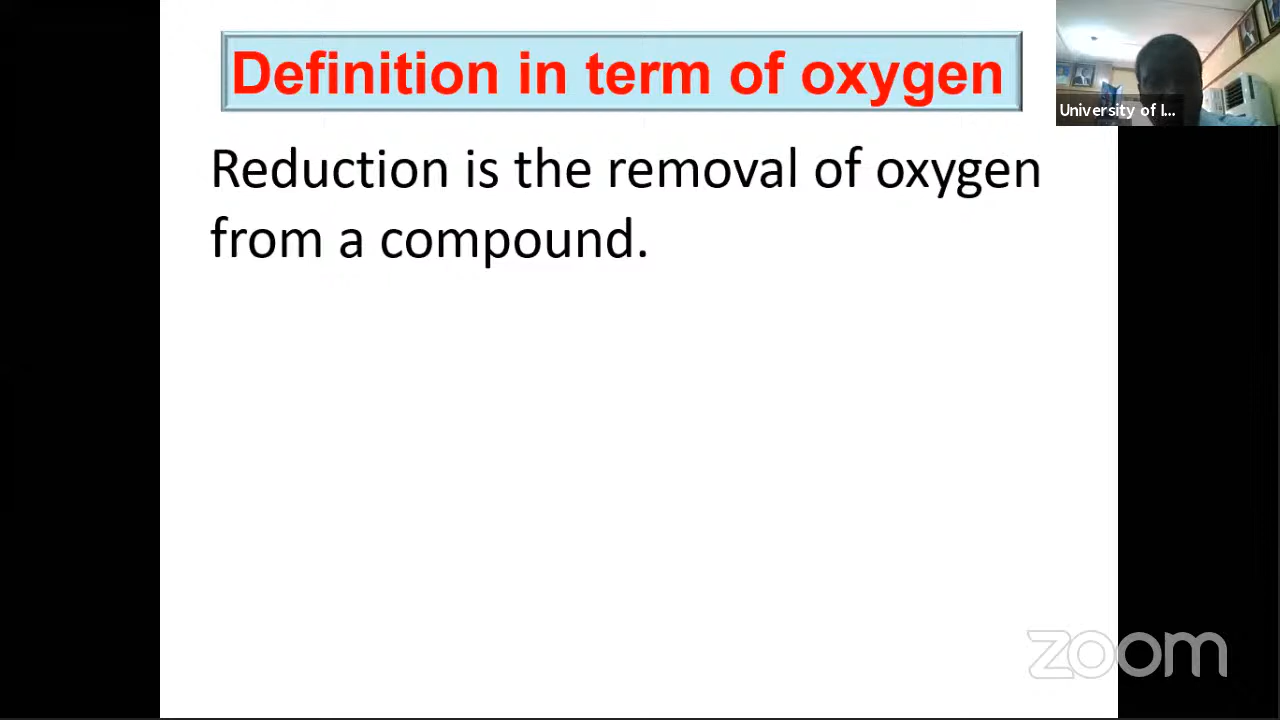 Definition in term of oxygen
University of I...
Reduction is the removal of oxygen
from a compound.
zoom